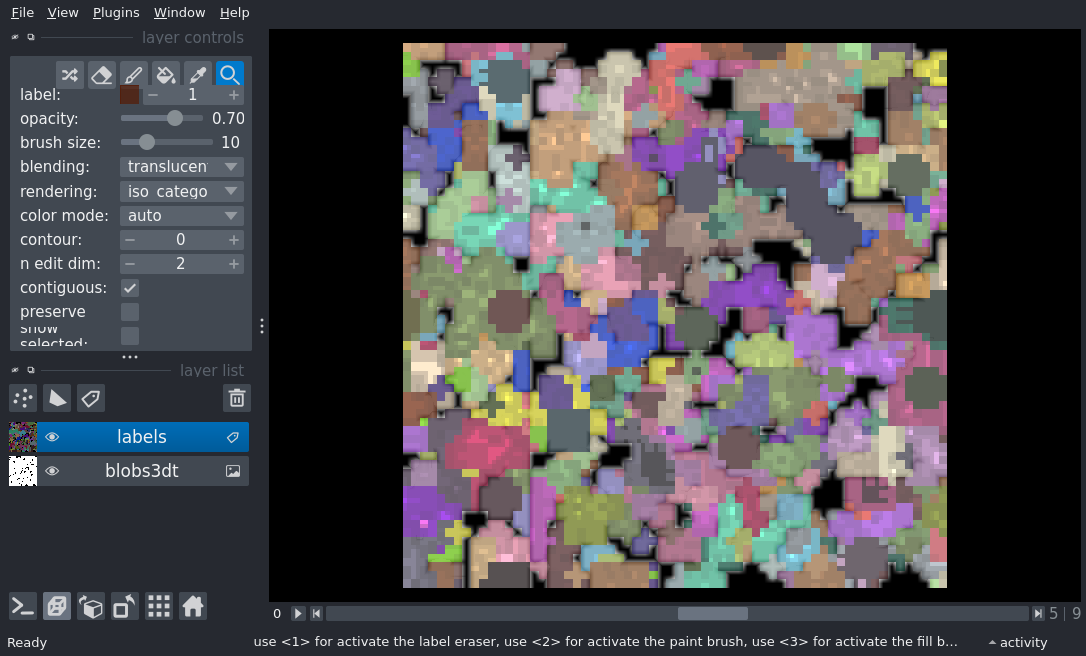 File View Plugins Window Help
layer controls
label: 1
opacity: 0.70
brush size: 10
blending: translucen
rendering: iso_catego
color mode: auto
contour: 0
n edit dim: 2
contiguous:
preserve
show
selected:
layer list
labels
blobs3dt
0 5 | 9
Ready use <1> for activate the label eraser, use <2> for activate the paint brush, use <3> for activate the fill b... activity